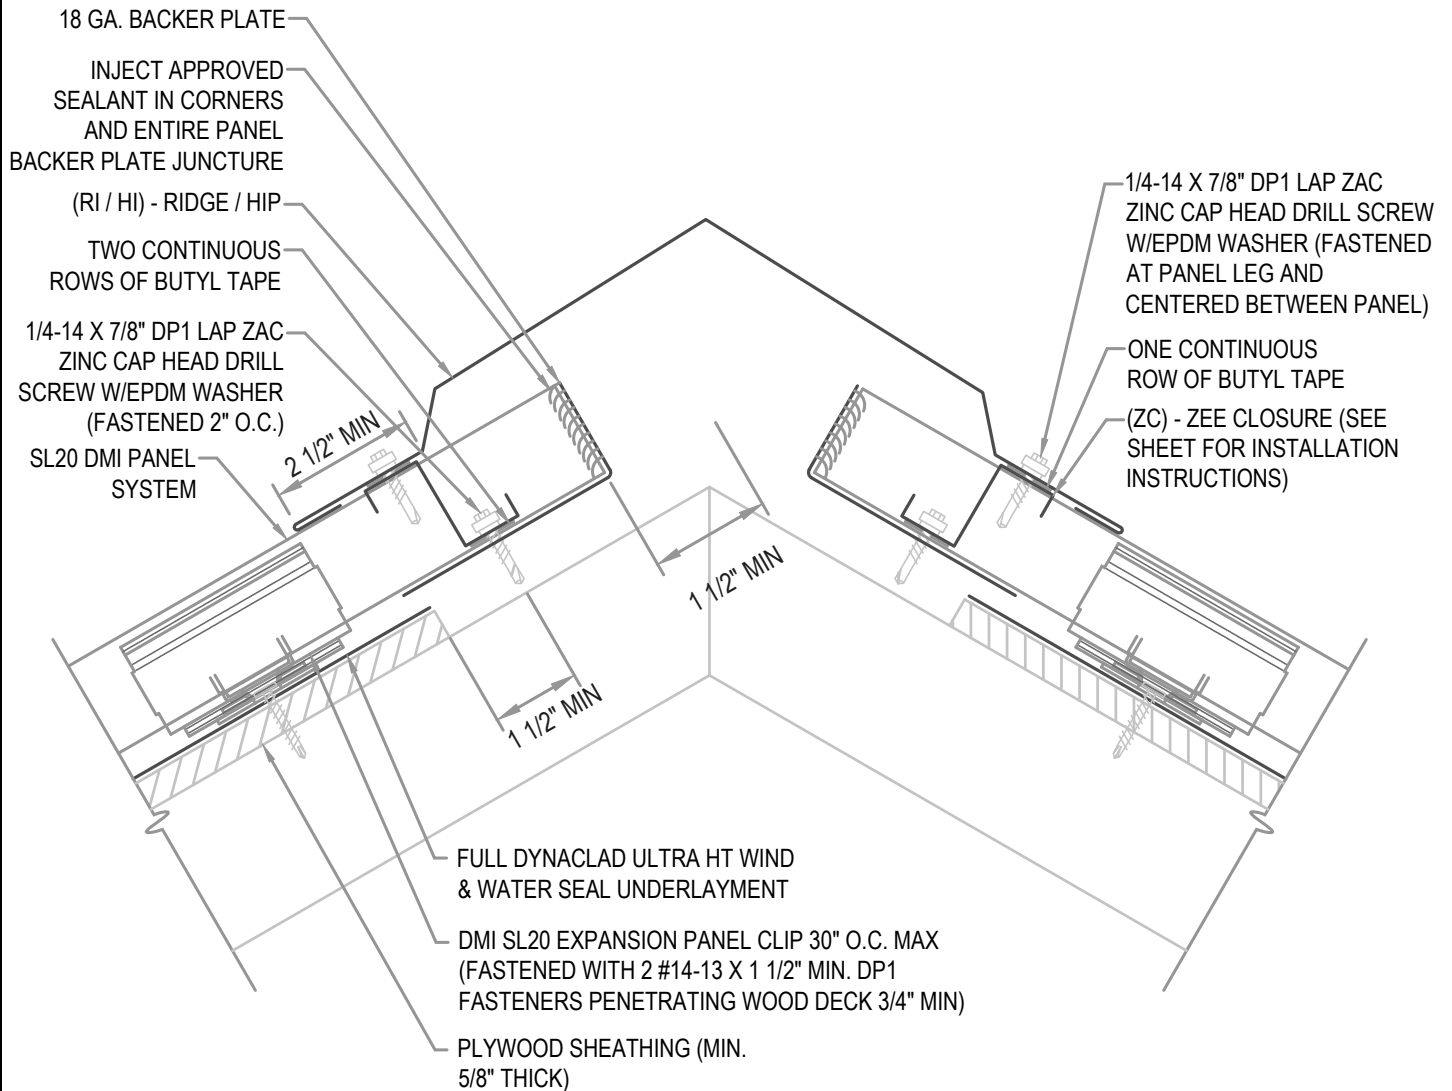 18 GA. BACKER PLATE
INJECT APPROVED
SEALANT IN CORNERS
AND ENTIRE PANEL
BACKER PLATE JUNCTURE
(RI / HI) - RIDGE / HIP
TWO CONTINUOUS
ROWS OF BUTYL TAPE
1/4-14 X 7/8" DP1 LAP ZAC
ZINC CAP HEAD DRILL
SCREW W/EPDM WASHER
(FASTENED 2" O.C.)
SL20 DMI PANEL
SYSTEM
2 1/2" MIN
1 1/2" MIN
1 1/2" MIN
1/4-14 X 7/8" DP1 LAP ZAC
ZINC CAP HEAD DRILL SCREW
W/EPDM WASHER (FASTENED
AT PANEL LEG AND
CENTERED BETWEEN PANEL)
ONE CONTINUOUS
ROW OF BUTYL TAPE
(ZC) - ZEE CLOSURE (SEE
SHEET FOR INSTALLATION
INSTRUCTIONS)
FULL DYNACLAD ULTRA HT WIND
& WATER SEAL UNDERLAYMENT
DMI SL20 EXPANSION PANEL CLIP 30" O.C. MAX
(FASTENED WITH 2 #14-13 X 1 1/2" MIN. DP1
FASTENERS PENETRATING WOOD DECK 3/4" MIN)
PLYWOOD SHEATHING (MIN.
5/8" THICK)